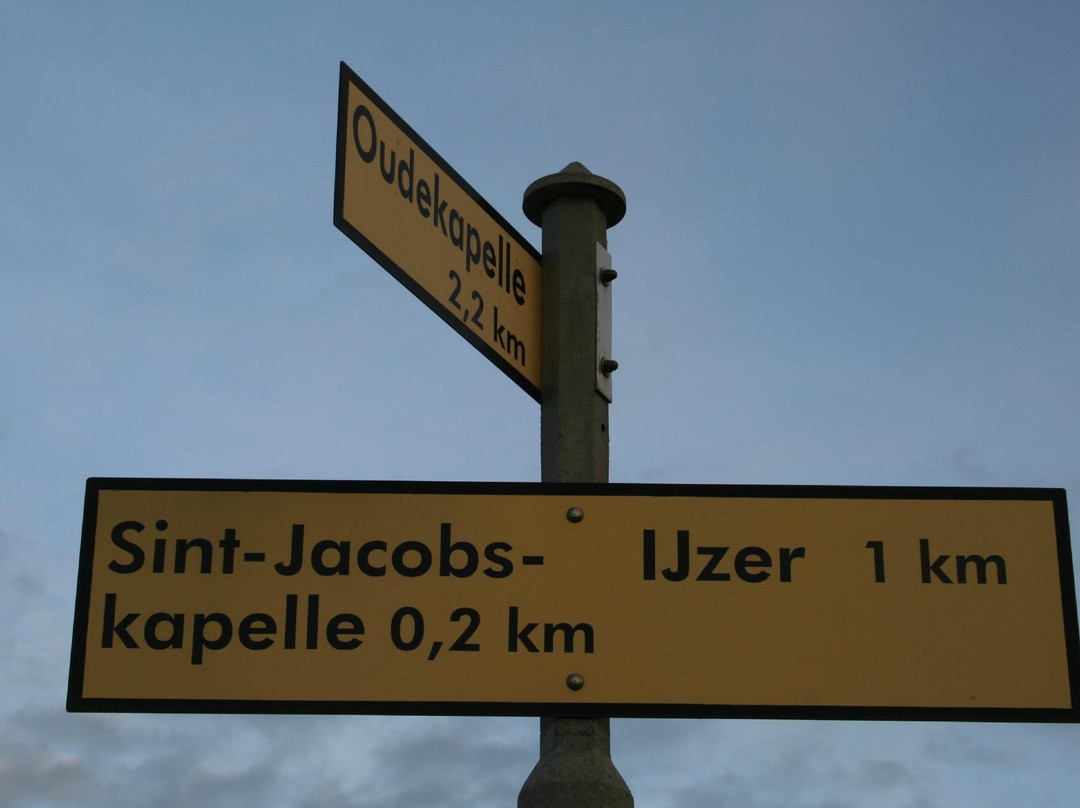 Oudekapelle
2,2 km
Sint-Jacobs-
kapelle 0,2 km
IJzer 1 km